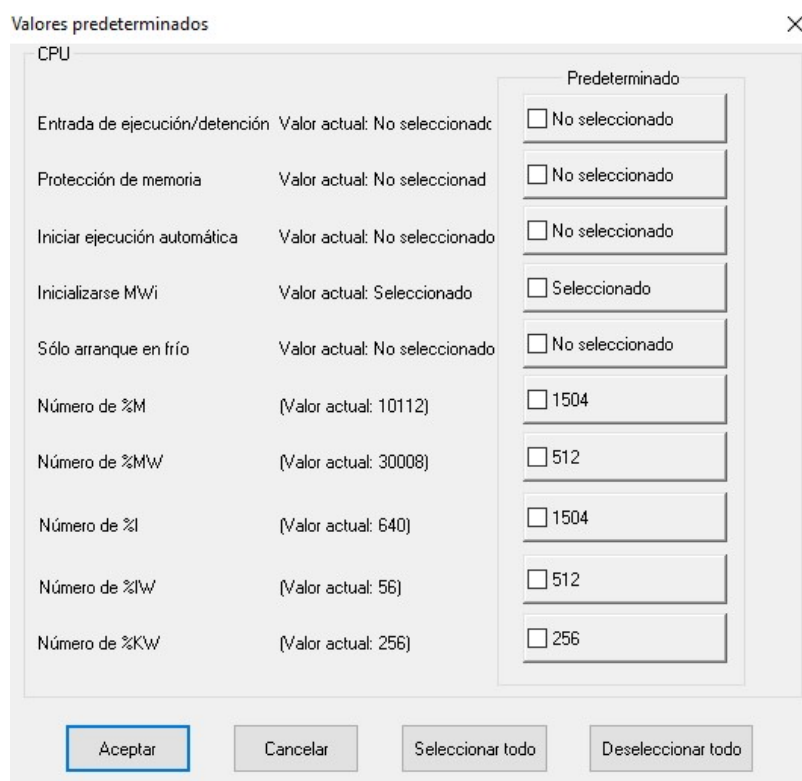 Valores predeterminados
CPU
Predeterminado
Entrada de ejecución/detención Valor actual: No seleccionado No seleccionado
Protección de memoria Valor actual: No seleccionad No seleccionado
Iniciar ejecución automática Valor actual: No seleccionado No seleccionado
Inicializarse MWi Valor actual: Seleccionado Seleccionado
Sólo arranque en frío Valor actual: No seleccionado No seleccionado
Número de %M (Valor actual: 10112) 1504
Número de %MW (Valor actual: 30008) 512
Número de %I (Valor actual: 640) 1504
Número de %IW (Valor actual: 56) 512
Número de %KW (Valor actual: 256) 256
Aceptar Cancelar Seleccionar todo Deseleccionar todo